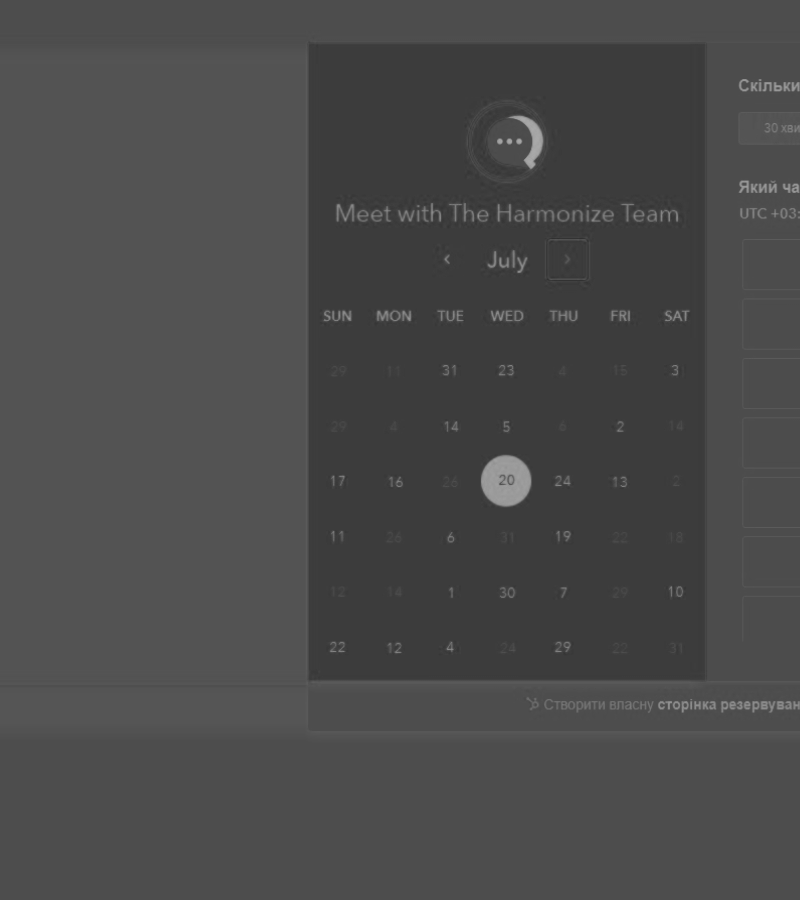 Скільки
30 хви
Meet with The Harmonize Team
Який ча
UTC +03:
‹ July ›
SUN MON TUE WED THU FRI SAT
29 31 23 4 15 3
29 4 14 5 6 2 14
17 16 26 20 24 13 2
11 26 6 31 19 22 18
12 14 1 30 7 29 10
22 12 4 24 29 22 31
Створити власну сторінка резервуван